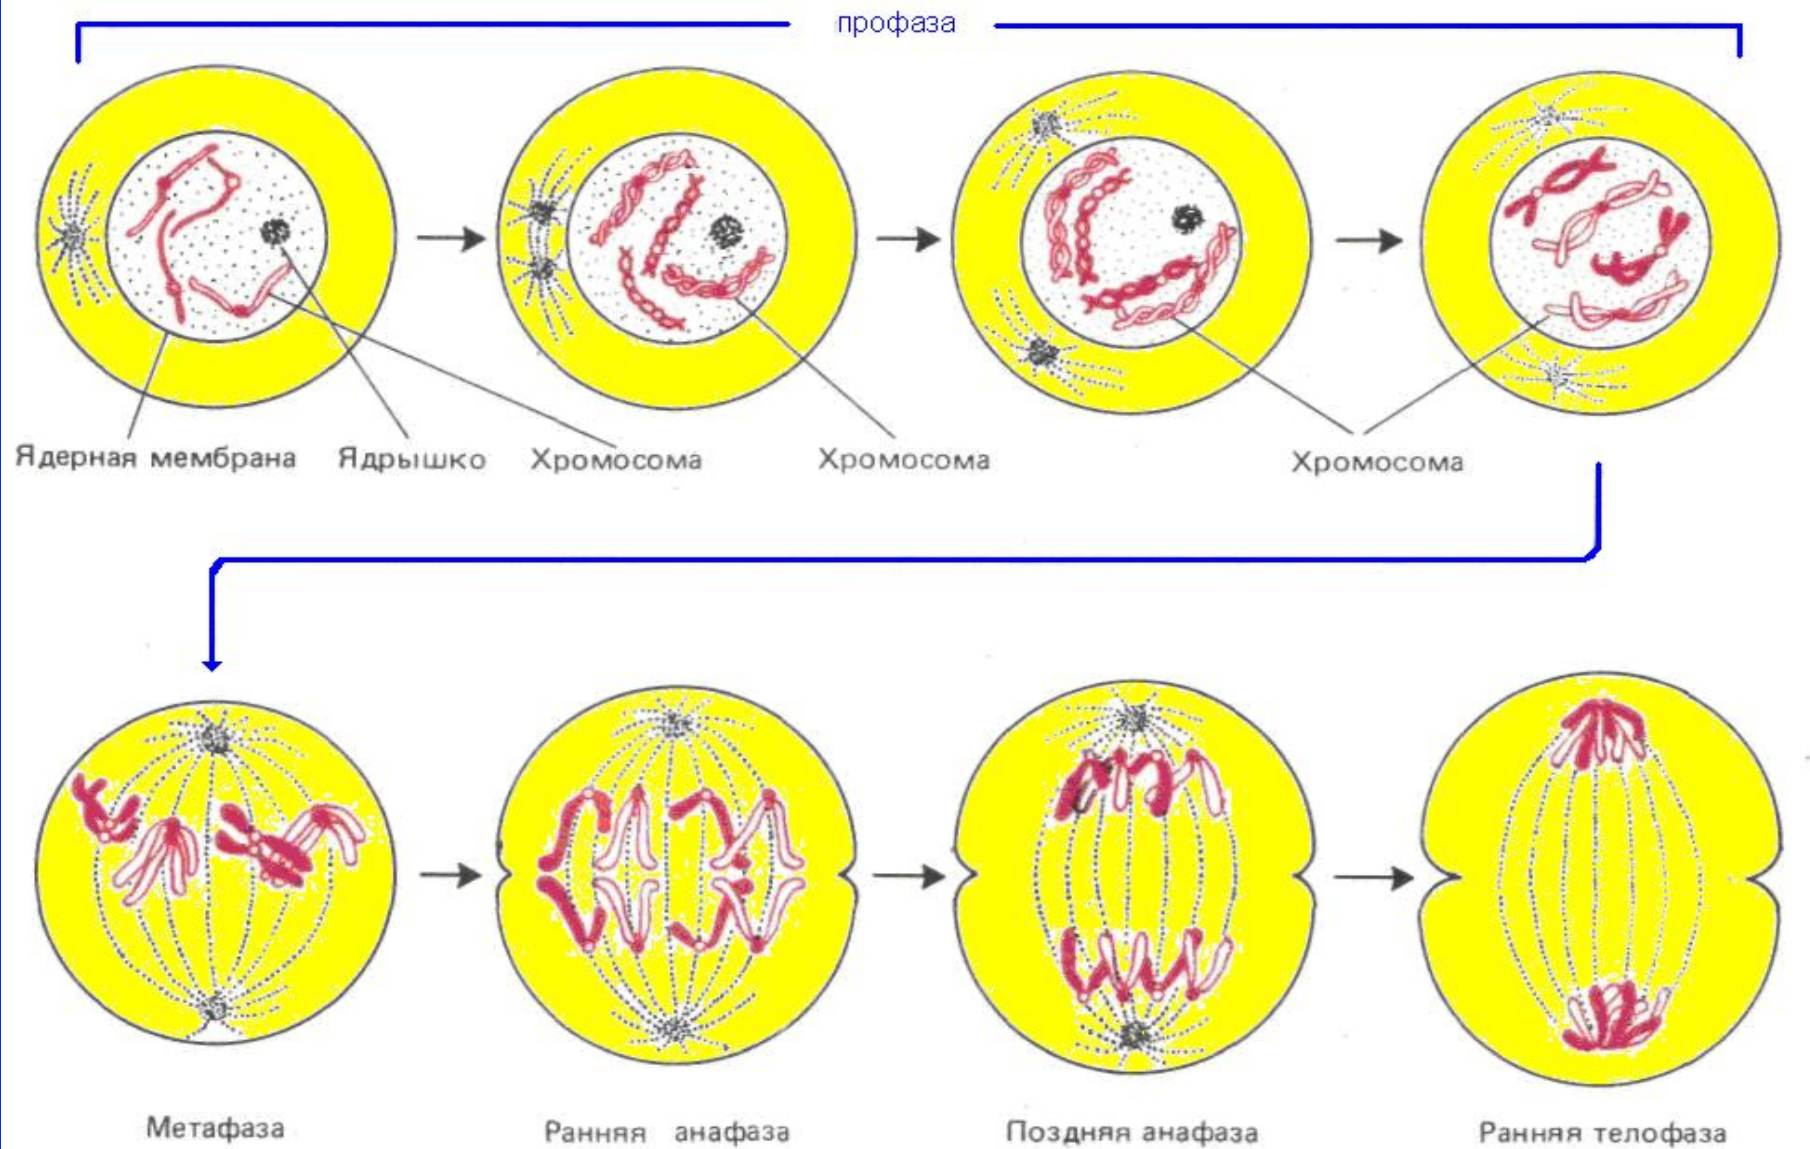 профаза
Ядерная мембрана
Ядрышко
Хромосома
Хромосома
Хромосома
Метафаза
Ранняя анафаза
Поздняя анафаза
Ранняя телофаза